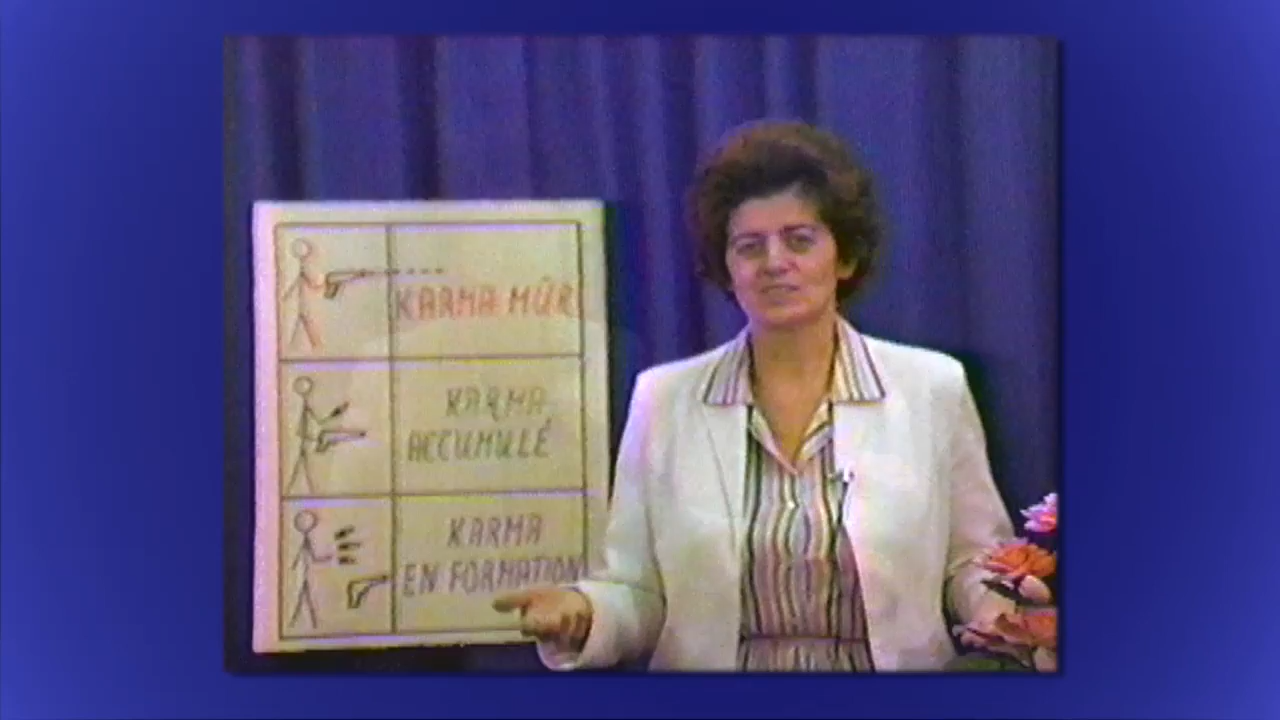 KARMA MÛR
KARMA
ACCUMULÉ
KARMA
EN FORMATION